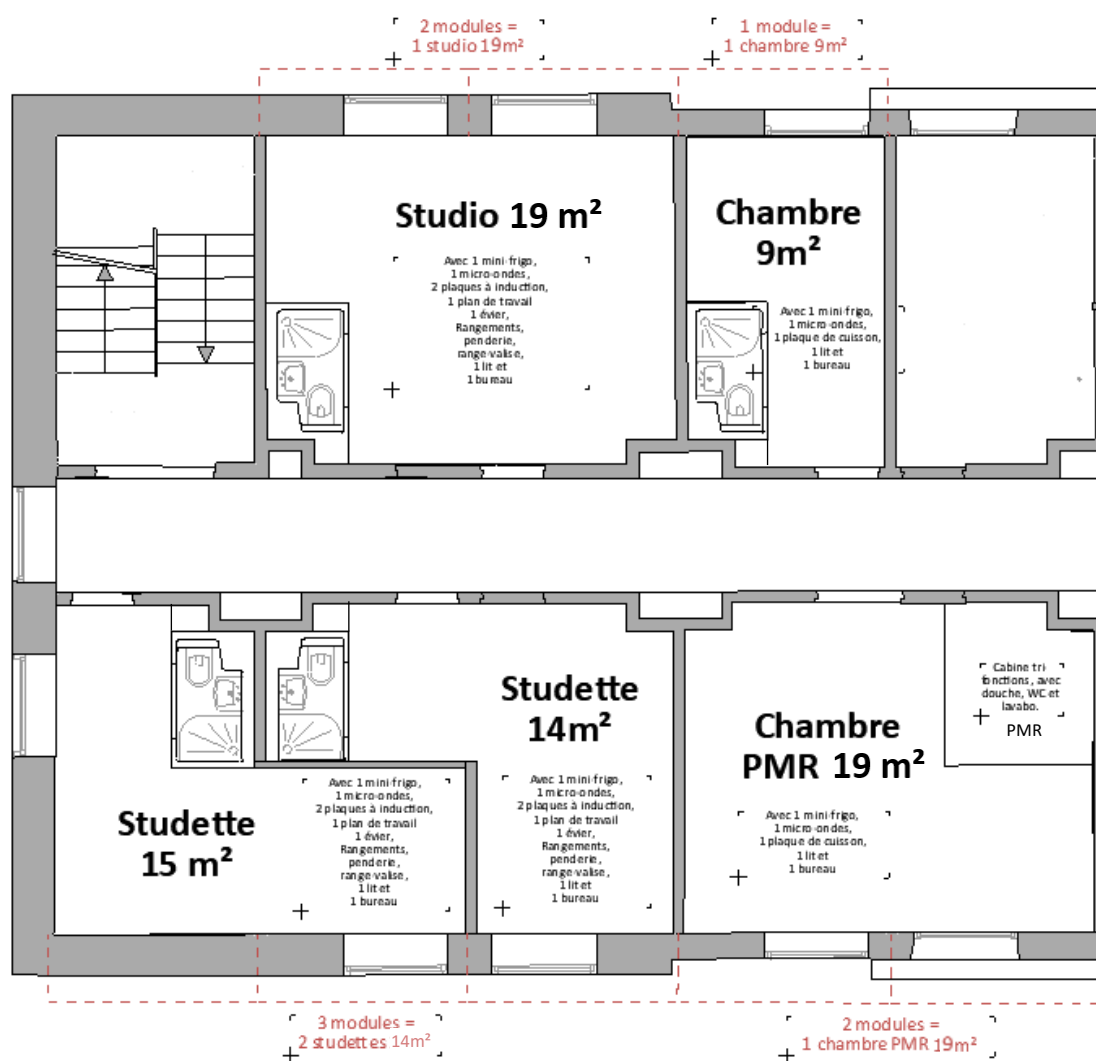 2 modules =
1 studio 19m²
1 module =
1 chambre 9m²
Studio 19 m²
Avec 1 mini-frigo,
1 micro-ondes,
2 plaques à induction,
1 plan de travail
1 évier,
Rangements,
penderie,
range-valise,
1 lit et
1 bureau
Chambre
9m²
Avec 1 mini-frigo,
1 micro-ondes,
1 plaque de cuisson,
1 lit et
1 bureau
Studette
15 m²
Avec 1 mini-frigo,
1 micro-ondes,
2 plaques à induction,
1 plan de travail
1 évier,
Rangements,
penderie,
range-valise,
1 lit et
1 bureau
Studette
14m²
Avec 1 mini-frigo,
1 micro-ondes,
2 plaques à induction,
1 plan de travail
1 évier,
Rangements,
penderie,
range-valise,
1 lit et
1 bureau
Chambre
PMR 19 m²
Avec 1 mini-frigo,
1 micro-ondes,
1 plaque de cuisson,
1 lit et
1 bureau
Cabine tri-
fonctions, avec
douche, WC et
lavabo.
PMR
3 modules =
2 studettes 14m²
2 modules =
1 chambre PMR 19m²